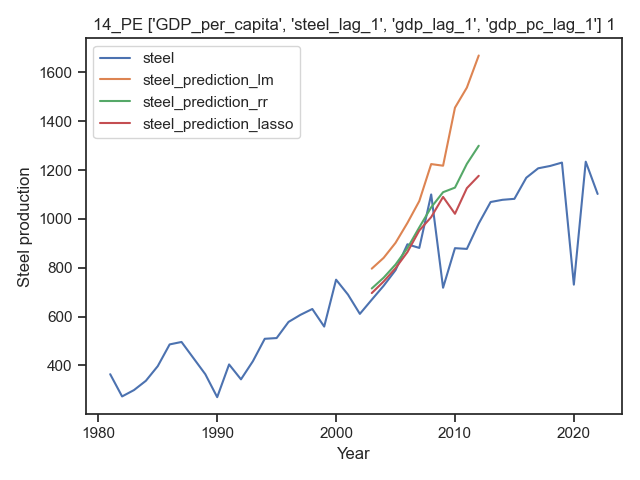 14_PE ['GDP_per_capita', 'steel_lag_1', 'gdp_lag_1', 'gdp_pc_lag_1'] 1
steel
steel_prediction_lm
steel_prediction_rr
steel_prediction_lasso
1600
1400
1200
1000
800
600
400
Steel production
1980
1990
2000
2010
2020
Year